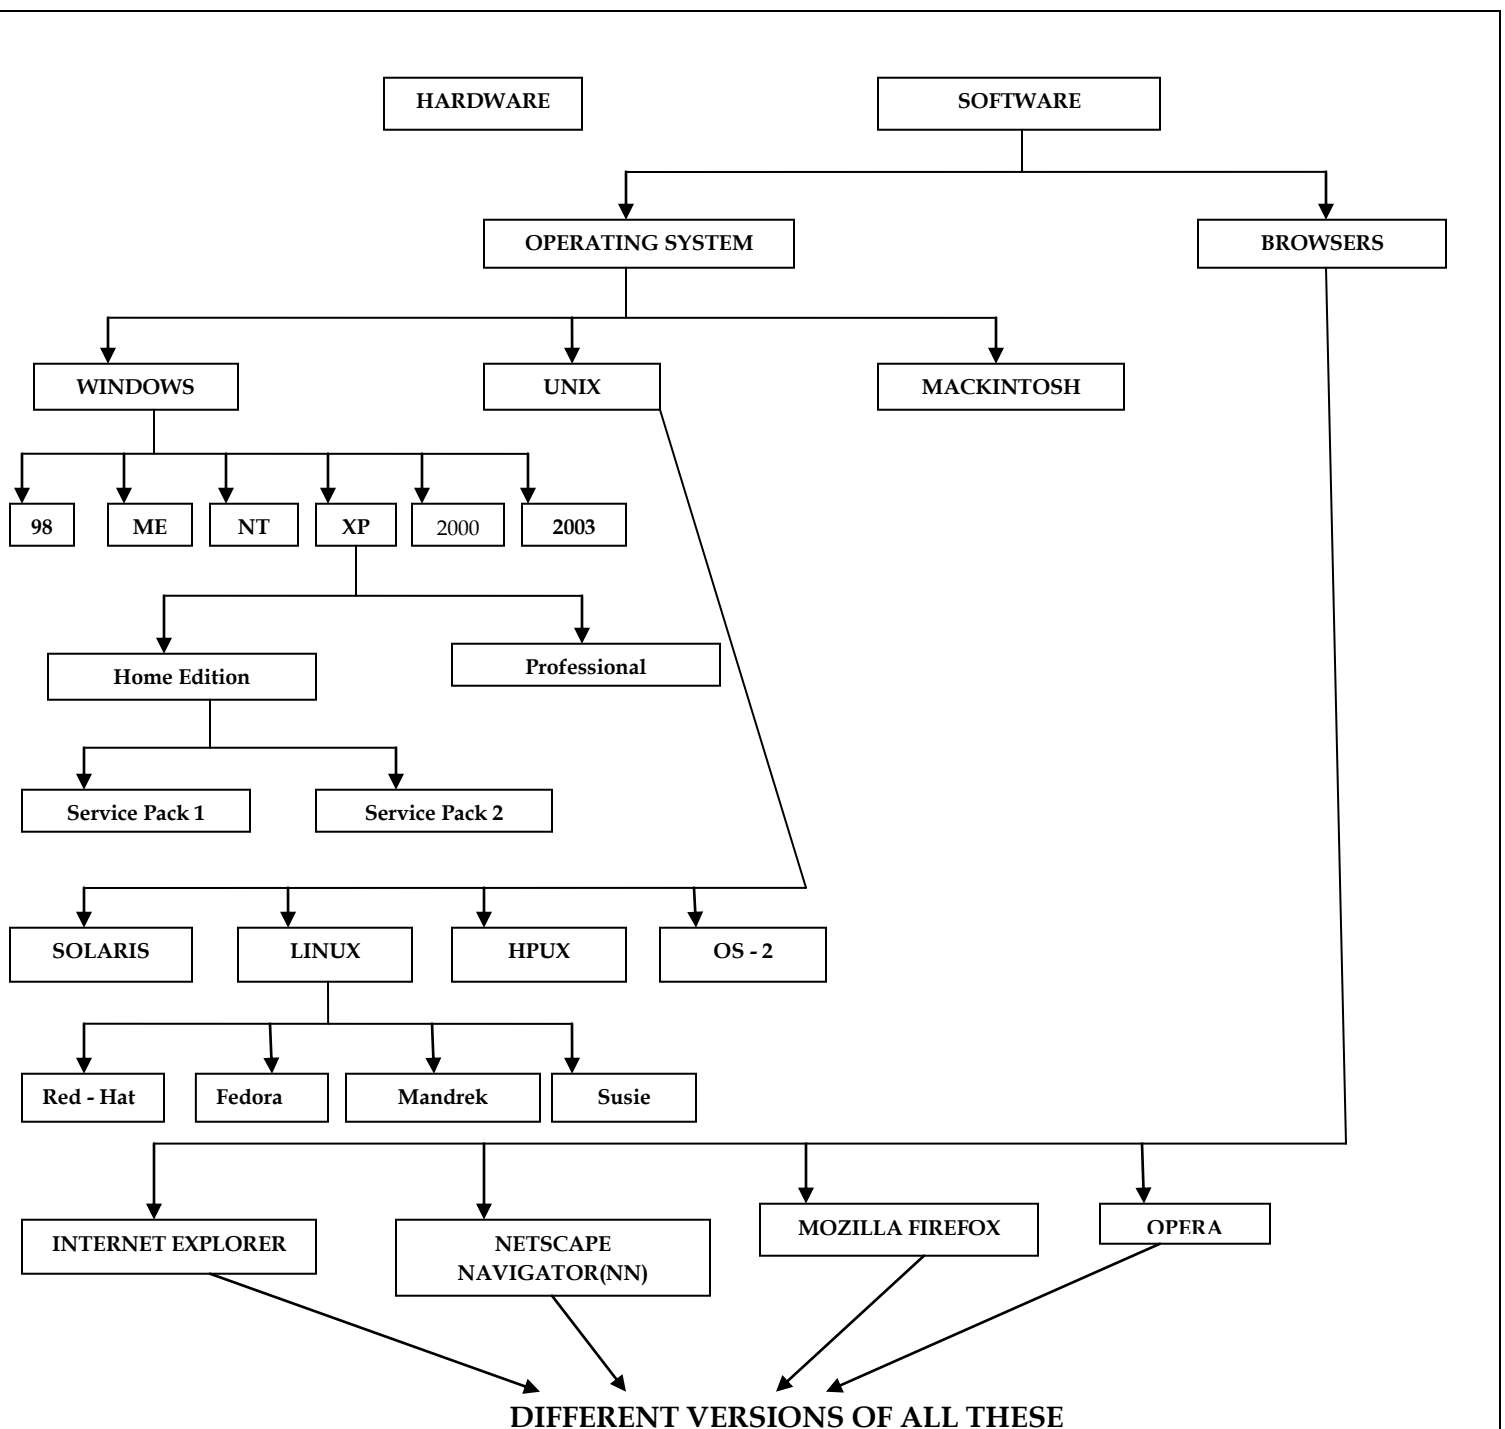 HARDWARE
SOFTWARE
OPERATING SYSTEM
BROWSERS
WINDOWS
UNIX
MACKINTOSH
98
ME
NT
XP
2000
2003
Home Edition
Professional
Service Pack 1
Service Pack 2
SOLARIS
LINUX
HPUX
OS - 2
Red - Hat
Fedora
Mandrek
Susie
INTERNET EXPLORER
NETSCAPE
NAVIGATOR(NN)
MOZILLA FIREFOX
OPERA
DIFFERENT VERSIONS OF ALL THESE